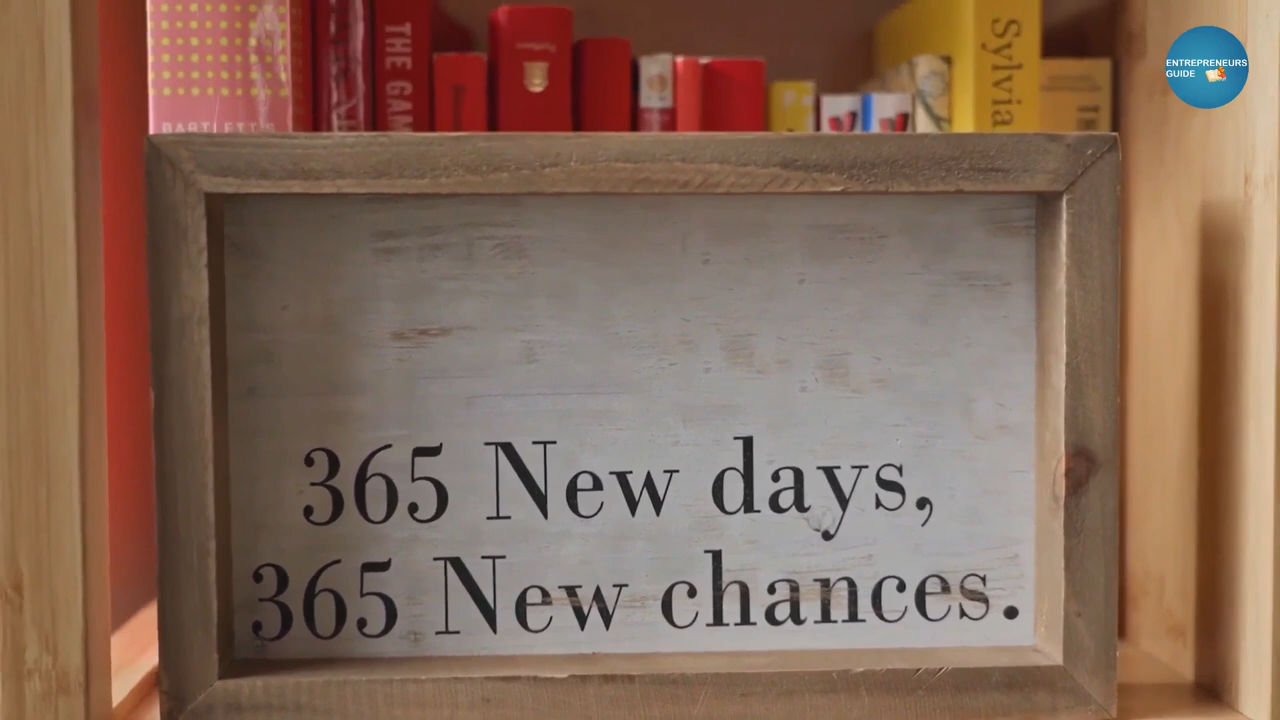 ENTREPRENEURS
GUIDE
THE GAM
Sylvia
BARTLETT'S
365 New days,
365 New chances.